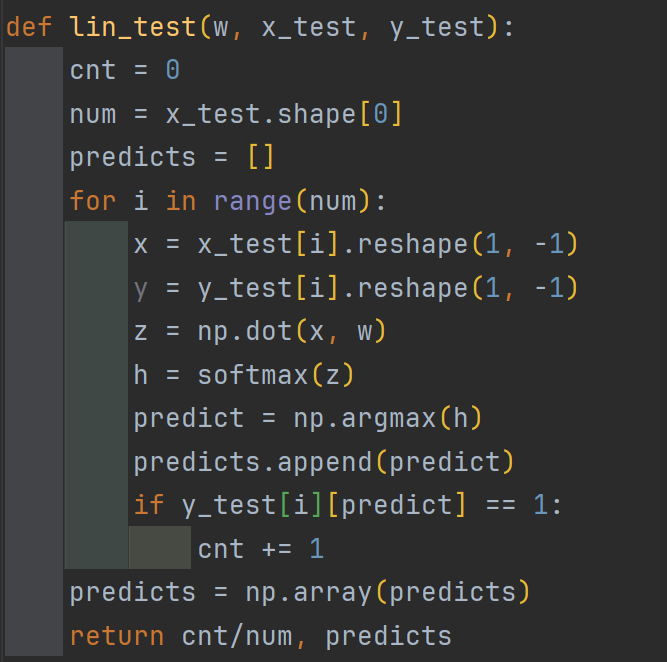 def lin_test(w, x_test, y_test):
    cnt = 0
    num = x_test.shape[0]
    predicts = []
    for i in range(num):
        x = x_test[i].reshape(1, -1)
        y = y_test[i].reshape(1, -1)
        z = np.dot(x, w)
        h = softmax(z)
        predict = np.argmax(h)
        predicts.append(predict)
        if y_test[i][predict] == 1:
            cnt += 1
    predicts = np.array(predicts)
    return cnt/num, predicts